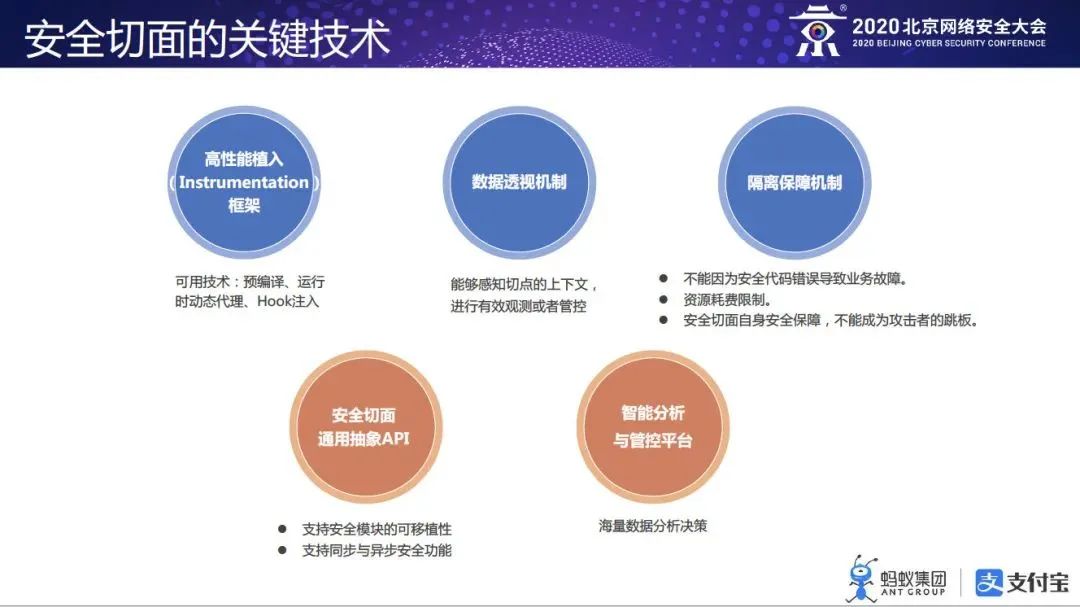 安全切面的关键技术
2020北京网络安全大会
2020 BEIJING CYBER SECURITY CONFERENCE
高性能植入
（Instrumentation）
框架
可用技术：预编译、运行
时动态代理、Hook注入
数据透视机制
能够感知切点的上下文，
进行有效观测或者管控
隔离保障机制
● 不能因为安全代码错误导致业务故障。
● 资源耗费限制。
● 安全切面自身安全保障，不能成为攻击者的跳板。
安全切面
通用抽象API
● 支持安全模块的可移植性
● 支持同步与异步安全功能
智能分析
与管控平台
海量数据分析决策
蚂蚁集团
ANT GROUP
支 支付宝